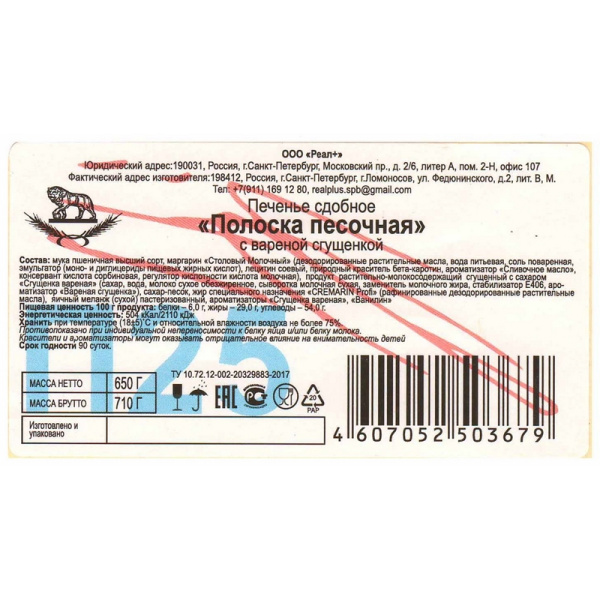 ООО «Реал+»
Юридический адрес:190031, Россия, г.Санкт-Петербург, Московский пр., д. 2/6, литер А, пом. 2-Н, офис 107
Фактический адрес изготовителя:198412, Россия, г.Санкт-Петербург, г.Ломоносов, ул. Федюнинского, д.2, лит. В, М.
Тел: +7(911) 169 12 80, realplus.spb@gmail.com
Печенье сдобное
«Полоска песочная»
с вареной сгущенкой
Состав: мука пшеничная высший сорт, маргарин «Столовый Молочный» (дезодорированные растительные масла, вода питьевая, соль поваренная,
эмульгатор (моно- и диглицериды пищевых жирных кислот), лецитин соевый, природный краситель бета-каротин, ароматизатор «Сливочное масло»,
консервант кислота сорбиновая, регулятор кислотности кислота молочная), продукт растительно-молокосодержащий сгущенный с сахаром
«Сгущенка вареная» (сахар, вода, молоко сухое обезжиренное, сыворотка молочная сухая, заменитель молочного жира, стабилизатор Е406, аро-
матизатор «Вареная сгущенка»), сахар-песок, жир специального назначения «CREMARIN Profi» (рафинированные дезодорированные растительные
масла), яичный меланж (сухой) пастеризованный, ароматизаторы «Сгущенка вареная», «Ванилин»
Пищевая ценность 100 г продукта: белки – 6,0 г, жиры – 29,0 г, углеводы – 54,0 г.
Энергетическая ценность: 504 кКал/2110 кДж
Хранить при температуре (18±5)˚С и относительной влажности воздуха не более 75%.
Противопоказано при индивидуальной непереносимости к белку яйца и/или белку молока.
Красители и ароматизаторы могут оказывать отрицательное влияние на внимательность детей
Срок годности 90 суток.
1125
ТУ 10.72.12-002-20329883-2017
МАССА НЕТТО 650 Г
МАССА БРУТТО 710 Г
EAC
20
PAP
Изготовлено и
упаковано
4 607052 503679